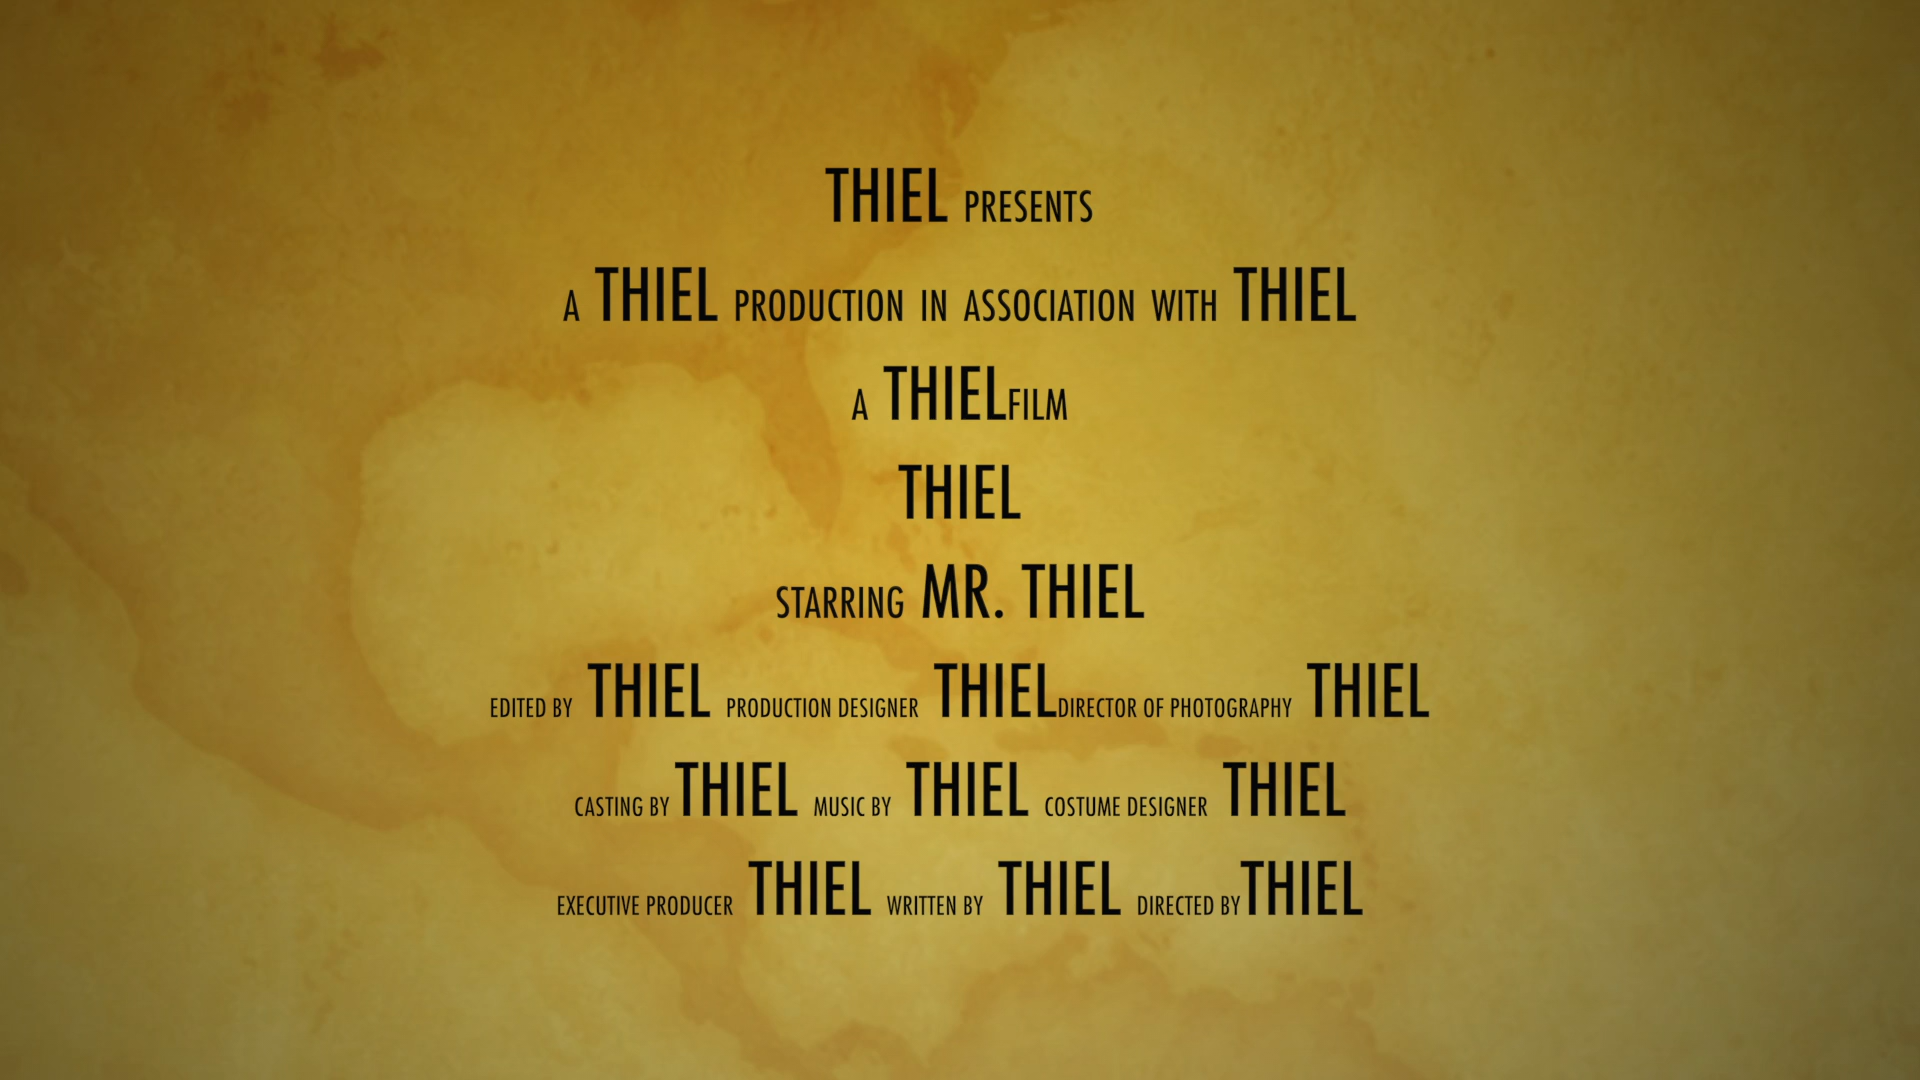 THIEL PRESENTS
A THIEL PRODUCTION IN ASSOCIATION WITH THIEL
A THIELFILM
THIEL
STARRING MR. THIEL
EDITED BY THIEL PRODUCTION DESIGNER THIELDIRECTOR OF PHOTOGRAPHY THIEL
CASTING BY THIEL MUSIC BY THIEL COSTUME DESIGNER THIEL
EXECUTIVE PRODUCER THIEL WRITTEN BY THIEL DIRECTED BYTHIEL